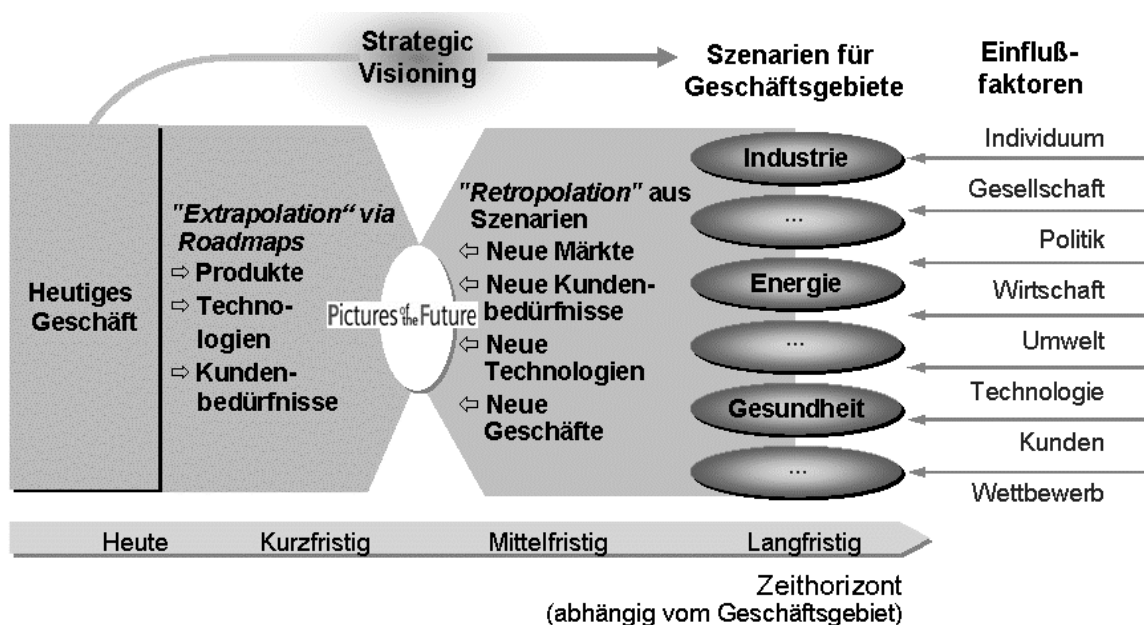 Strategic
Visioning
Szenarien für
Geschäftsgebiete
Einfluß-
faktoren
Heutiges
Geschäft
"Extrapolation“ via
Roadmaps
⇨ Produkte
⇨ Techno-
logien
⇨ Kunden-
bedürfnisse
Pictures of the Future
"Retropolation" aus
Szenarien
⇦ Neue Märkte
⇦ Neue Kunden-
bedürfnisse
⇦ Neue
Technologien
⇦ Neue
Geschäfte
Industrie
...
Energie
...
Gesundheit
...
Individuum
Gesellschaft
Politik
Wirtschaft
Umwelt
Technologie
Kunden
Wettbewerb
Heute Kurzfristig Mittelfristig Langfristig
Zeithorizont
(abhängig vom Geschäftsgebiet)